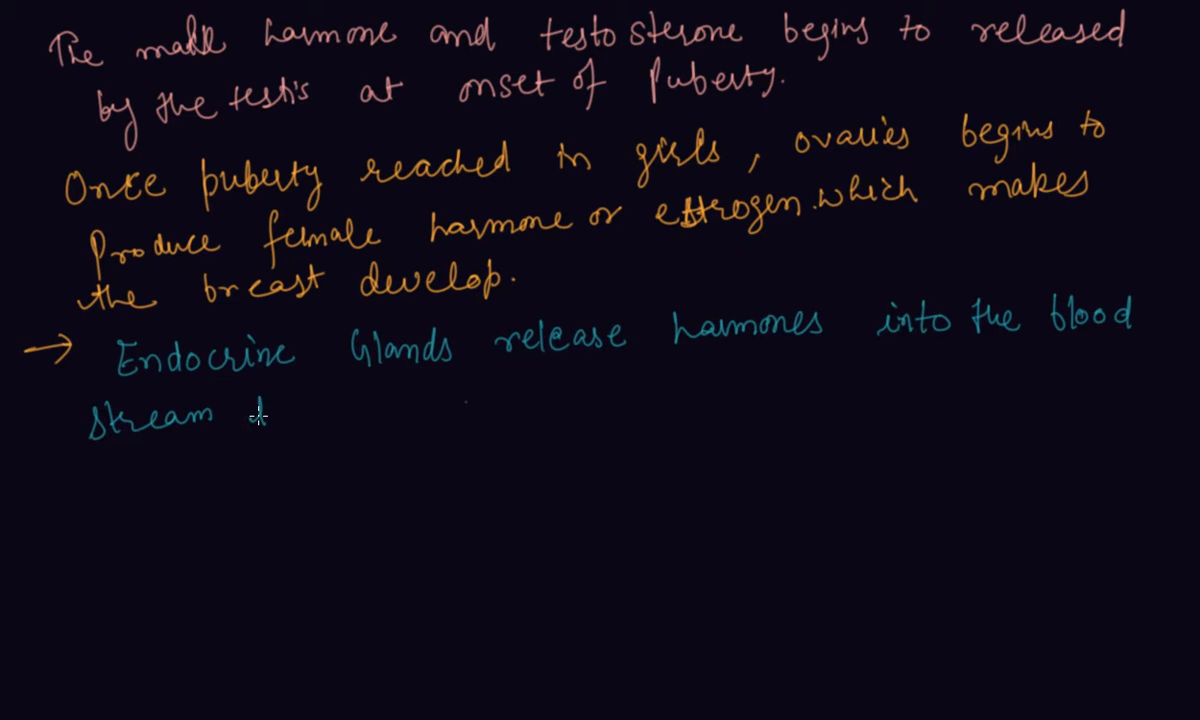 The male harmone and testosterone begins to released
by the testis at onset of Puberty.
Once puberty reached in girls, ovaries begins to
Produce female harmone or estrogen. which makes
the breast develop.
→ Endocrine Glands release harmones into the blood
stream